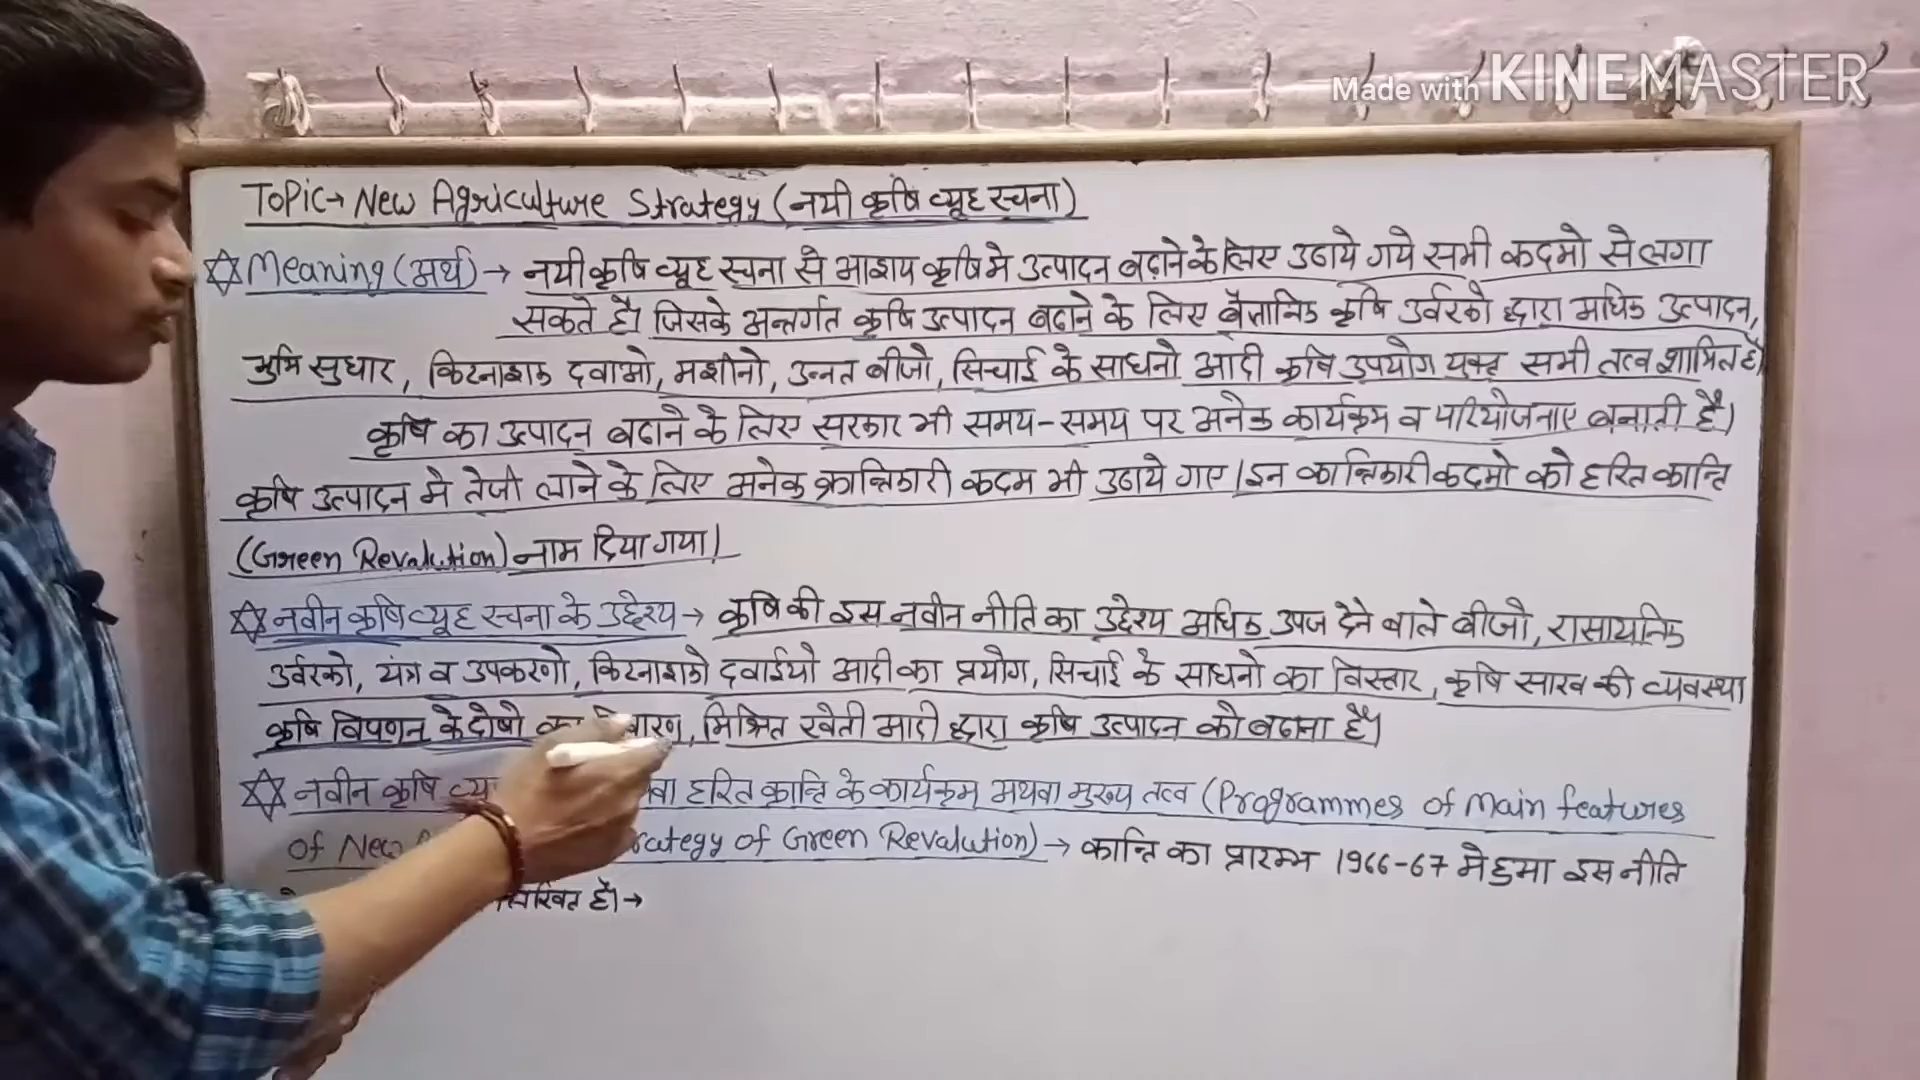 Made with KINEMASTER
Topic→ New Agriculture Strategy (नयी कृषि व्यूह रचना)
Meaning (अर्थ) → नयी कृषि व्यूह रचना से आशय कृषि मे उत्पादन बढ़ाने के लिए उठाये गये सभी कदमो से लगा
सकते है। जिसके अन्तर्गत कृषि उत्पादन बढाने के लिए वैज्ञानिक कृषि उर्वरको द्वारा अधिक उत्पादन,
भुमि सुधार, किटनाशक दवाओ, मशीनो, उन्नत बीजो, सिचाई के साधनो आदी कृषि उपयोग युक्त सभी तत्व शामिल है।
कृषि का उत्पादन बढाने के लिए सरकार भी समय-समय पर अनेक कार्यक्रम व परियोजनाए बनाती है।
कृषि उत्पादन मे तेजी लाने के लिए अनेक क्रान्तिकारी कदम भी उठाये गए। इन कान्तिकारी कदमो को हरित कान्ति
(Green Revalution) नाम दिया गया।
नवीन कृषि व्यूह रचना के उद्देश्य → कृषि की इस नवीन नीति का उद्देश्य अधिक उपज देने वाले बीजो, रासायनिक
उर्वरको, यंत्र व उपकरणो, किटनाशको दवाईयो आदी का प्रयोग, सिचाई के साधनो का विस्तार, कृषि साख की व्यवस्था
कृषि विपणन के दोषो का मिश्रित खेती आदी द्वारा कृषि उत्पादन को बढाना है।
नवीन कृषि हरित कान्ति के कार्यक्रम अथवा मुख्य तत्व (Programmes of Main features
of New of Green Revalution) → कान्ति का प्रारम्भ 1966-67 मे हुआ इस नीति
है। →